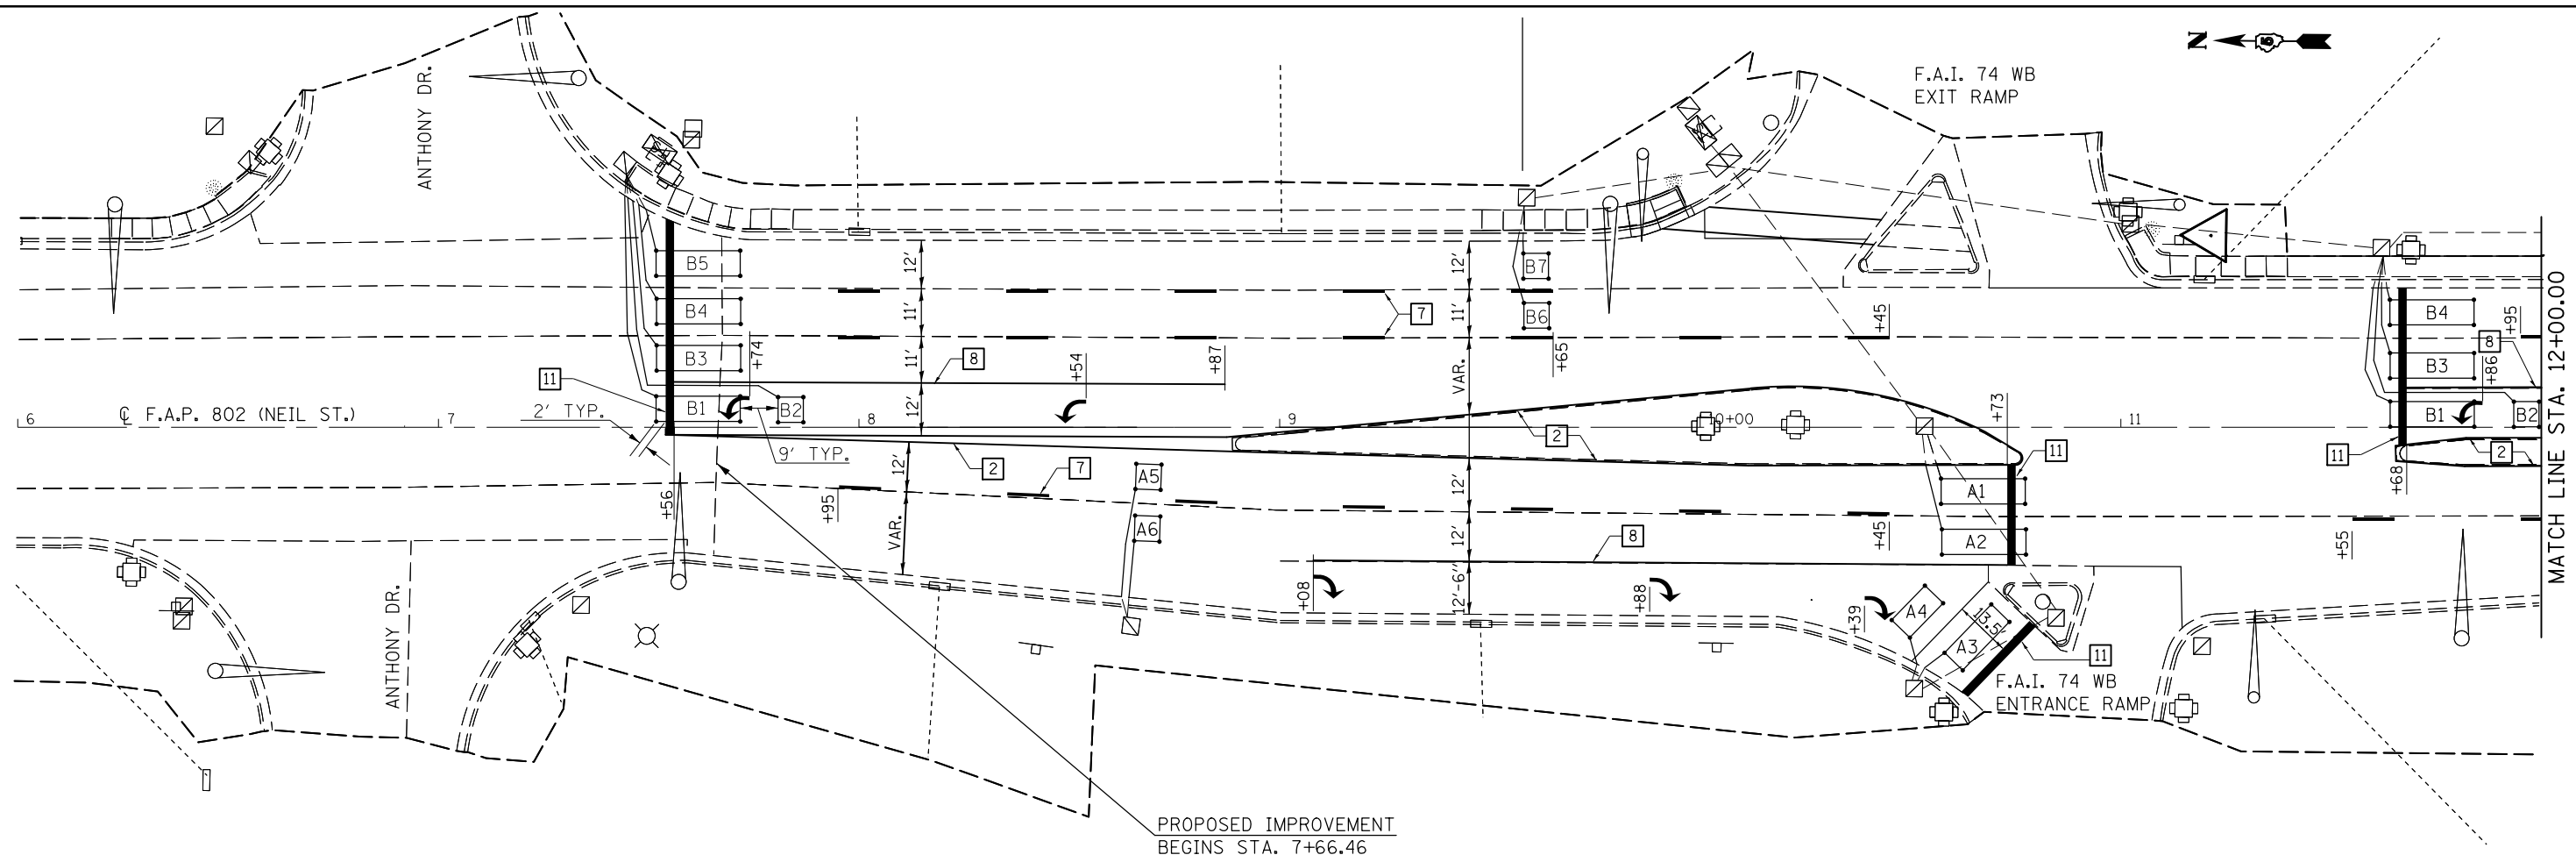 N
F.A.I. 74 WB
EXIT RAMP
ANTHONY DR.
B5
12'
12'
B7
B4
11'
11'
B6
7
+45
B4
+95
B3
+74
11'
8
+54
+87
+65
VAR.
B3
8
+86
11
B1
B2
12'
B1
B2
6
℄ F.A.P. 802 (NEIL ST.)
7
2' TYP.
8
9
10+00
+73
11
MATCH LINE STA. 12+00.00
9' TYP.
2
2
11
11
2
12'
7
A5
12'
A1
+68
+56
+95
VAR.
A6
12'
+45
A2
+55
8
12'-6"
+08
+88
+39
A4
13.5'
A3
11
ANTHONY DR.
F.A.I. 74 WB
ENTRANCE RAMP
PROPOSED IMPROVEMENT
BEGINS STA. 7+66.46